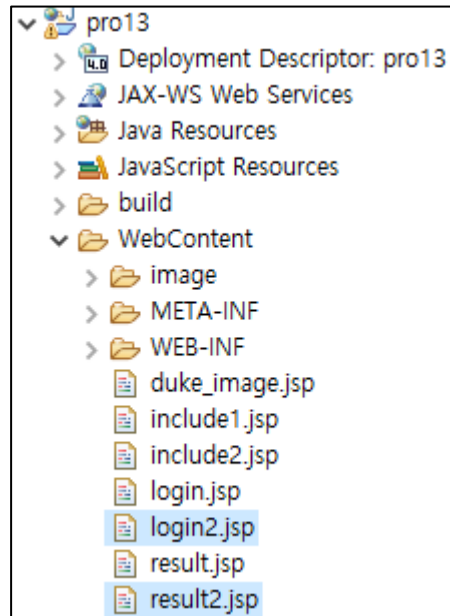 pro13
Deployment Descriptor: pro13
JAX-WS Web Services
Java Resources
JavaScript Resources
build
WebContent
image
META-INF
WEB-INF
duke_image.jsp
include1.jsp
include2.jsp
login.jsp
login2.jsp
result.jsp
result2.jsp